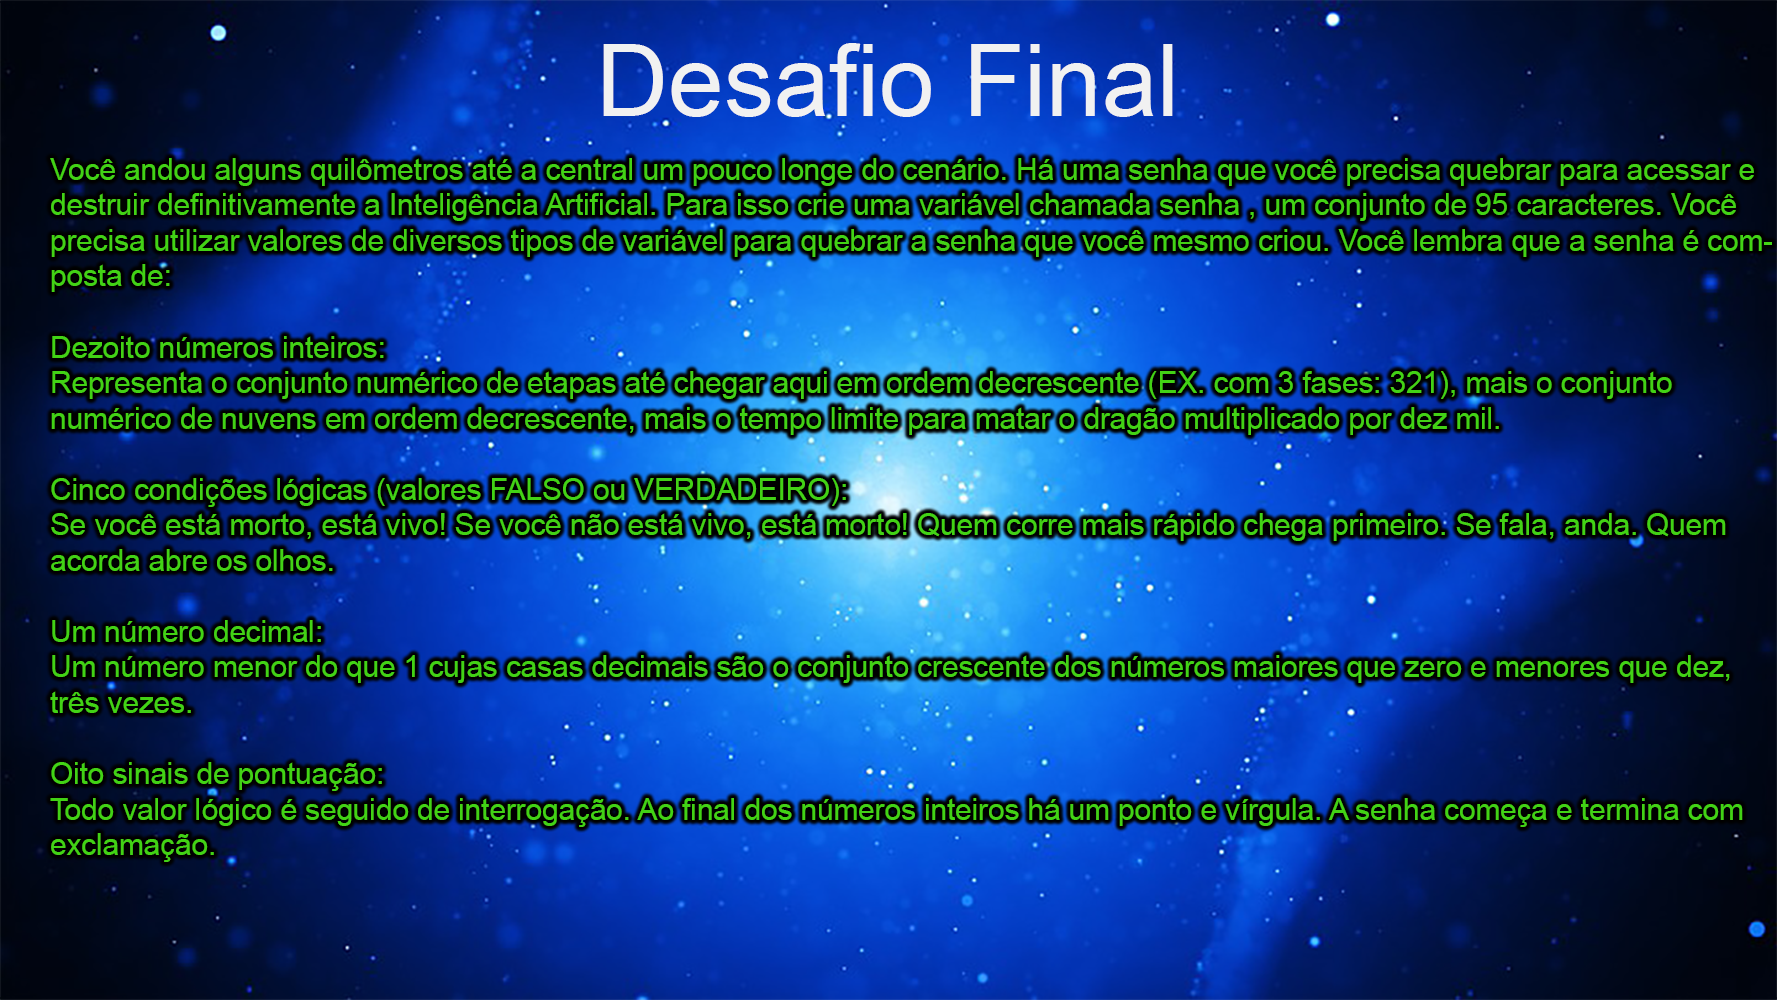 Desafio Final
Você andou alguns quilômetros até a central um pouco longe do cenário. Há uma senha que você precisa quebrar para acessar e
destruir definitivamente a Inteligência Artificial. Para isso crie uma variável chamada senha , um conjunto de 95 caracteres. Você
precisa utilizar valores de diversos tipos de variável para quebrar a senha que você mesmo criou. Você lembra que a senha é com-
posta de:
Dezoito números inteiros:
Representa o conjunto numérico de etapas até chegar aqui em ordem decrescente (EX. com 3 fases: 321), mais o conjunto
numérico de nuvens em ordem decrescente, mais o tempo limite para matar o dragão multiplicado por dez mil.
Cinco condições lógicas (valores FALSO ou VERDADEIRO):
Se você está morto, está vivo! Se você não está vivo, está morto! Quem corre mais rápido chega primeiro. Se fala, anda. Quem
acorda abre os olhos.
Um número decimal:
Um número menor do que 1 cujas casas decimais são o conjunto crescente dos números maiores que zero e menores que dez,
três vezes.
Oito sinais de pontuação:
Todo valor lógico é seguido de interrogação. Ao final dos números inteiros há um ponto e vírgula. A senha começa e termina com
exclamação.